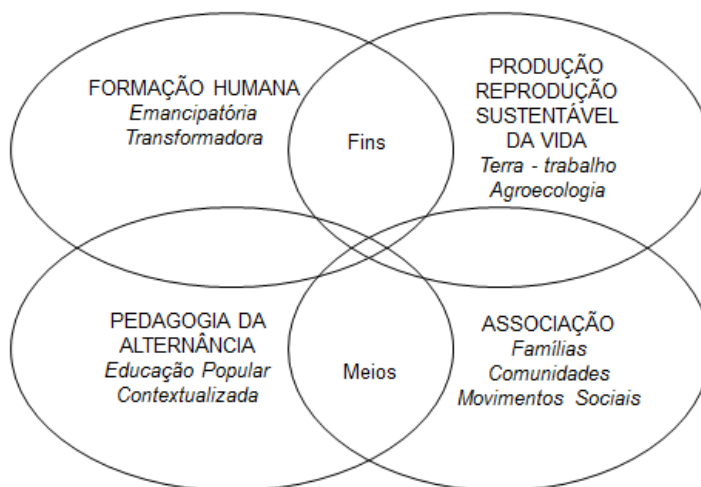 FORMAÇÃO HUMANA
Emancipatória
Transformadora
Fins
PRODUÇÃO
REPRODUÇÃO
SUSTENTÁVEL
DA VIDA
Terra - trabalho
Agroecologia
PEDAGOGIA DA
ALTERNÂNCIA
Educação Popular
Contextualizada
Meios
ASSOCIAÇÃO
Famílias
Comunidades
Movimentos Sociais